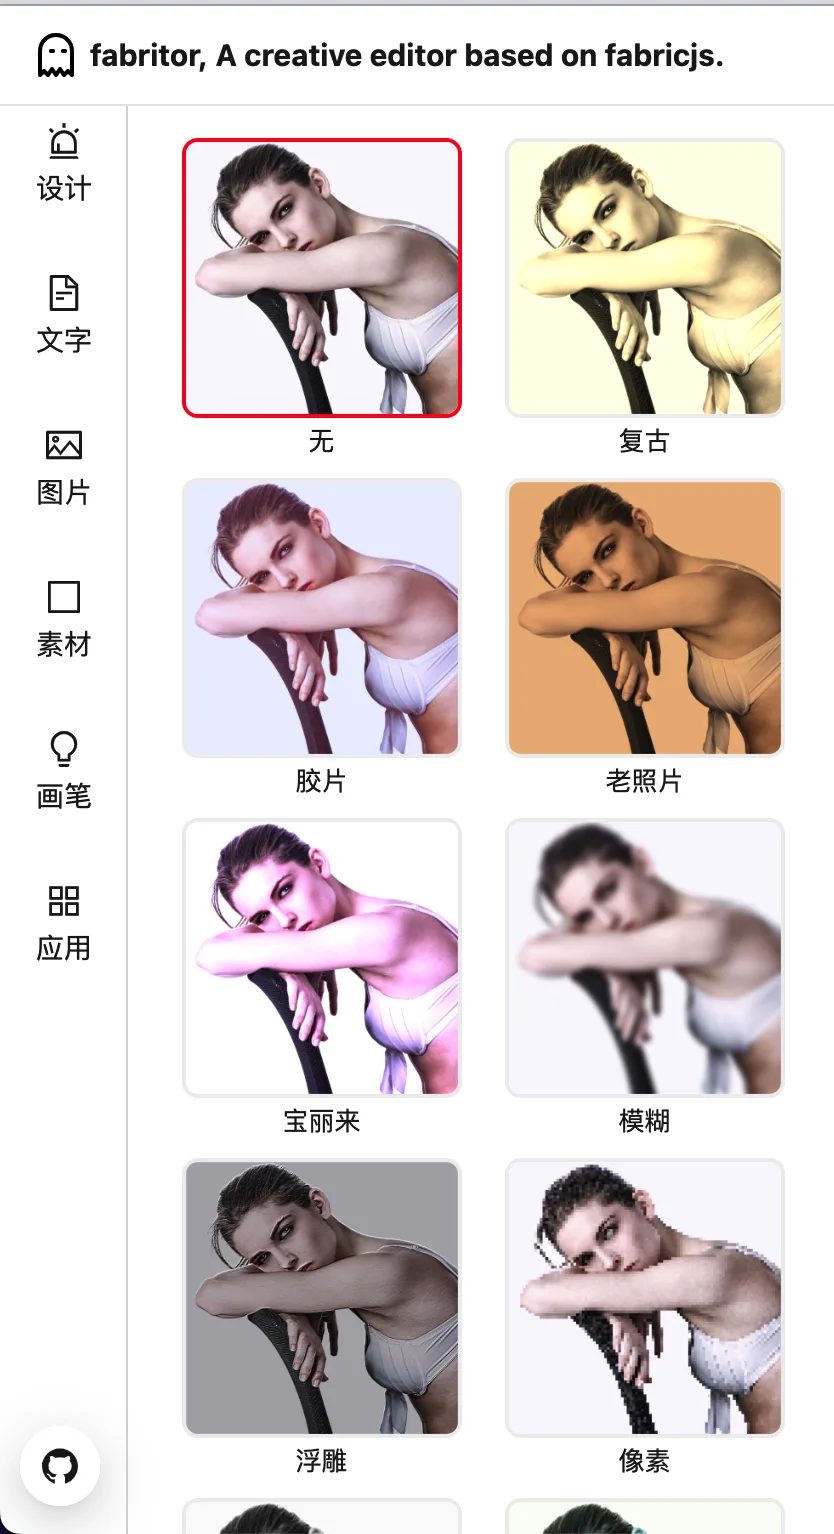 fabritor, A creative editor based on fabricjs.
设计
文字
图片
素材
画笔
应用
无
复古
胶片
老照片
宝丽来
模糊
浮雕
像素